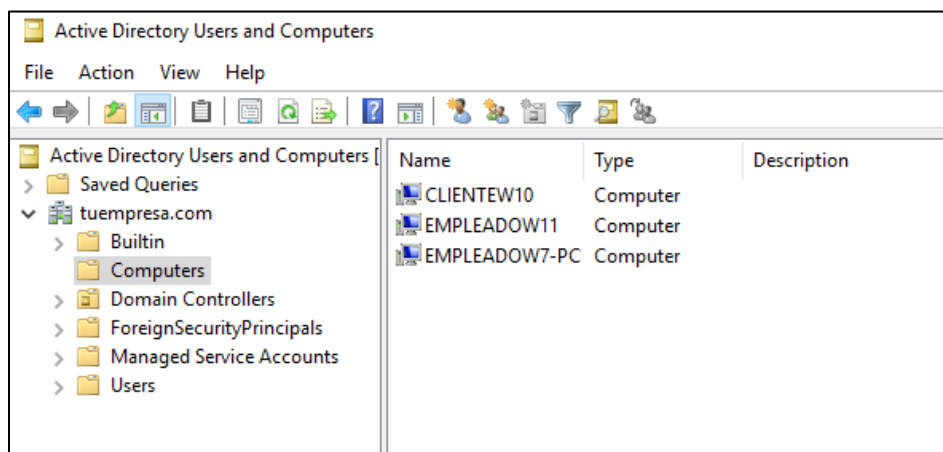 Active Directory Users and Computers
File Action View Help
Active Directory Users and Computers [
Saved Queries
tuempresa.com
Builtin
Computers
Domain Controllers
ForeignSecurityPrincipals
Managed Service Accounts
Users
Name Type Description
CLIENTEW10 Computer
EMPLEADOW11 Computer
EMPLEADOW7-PC Computer